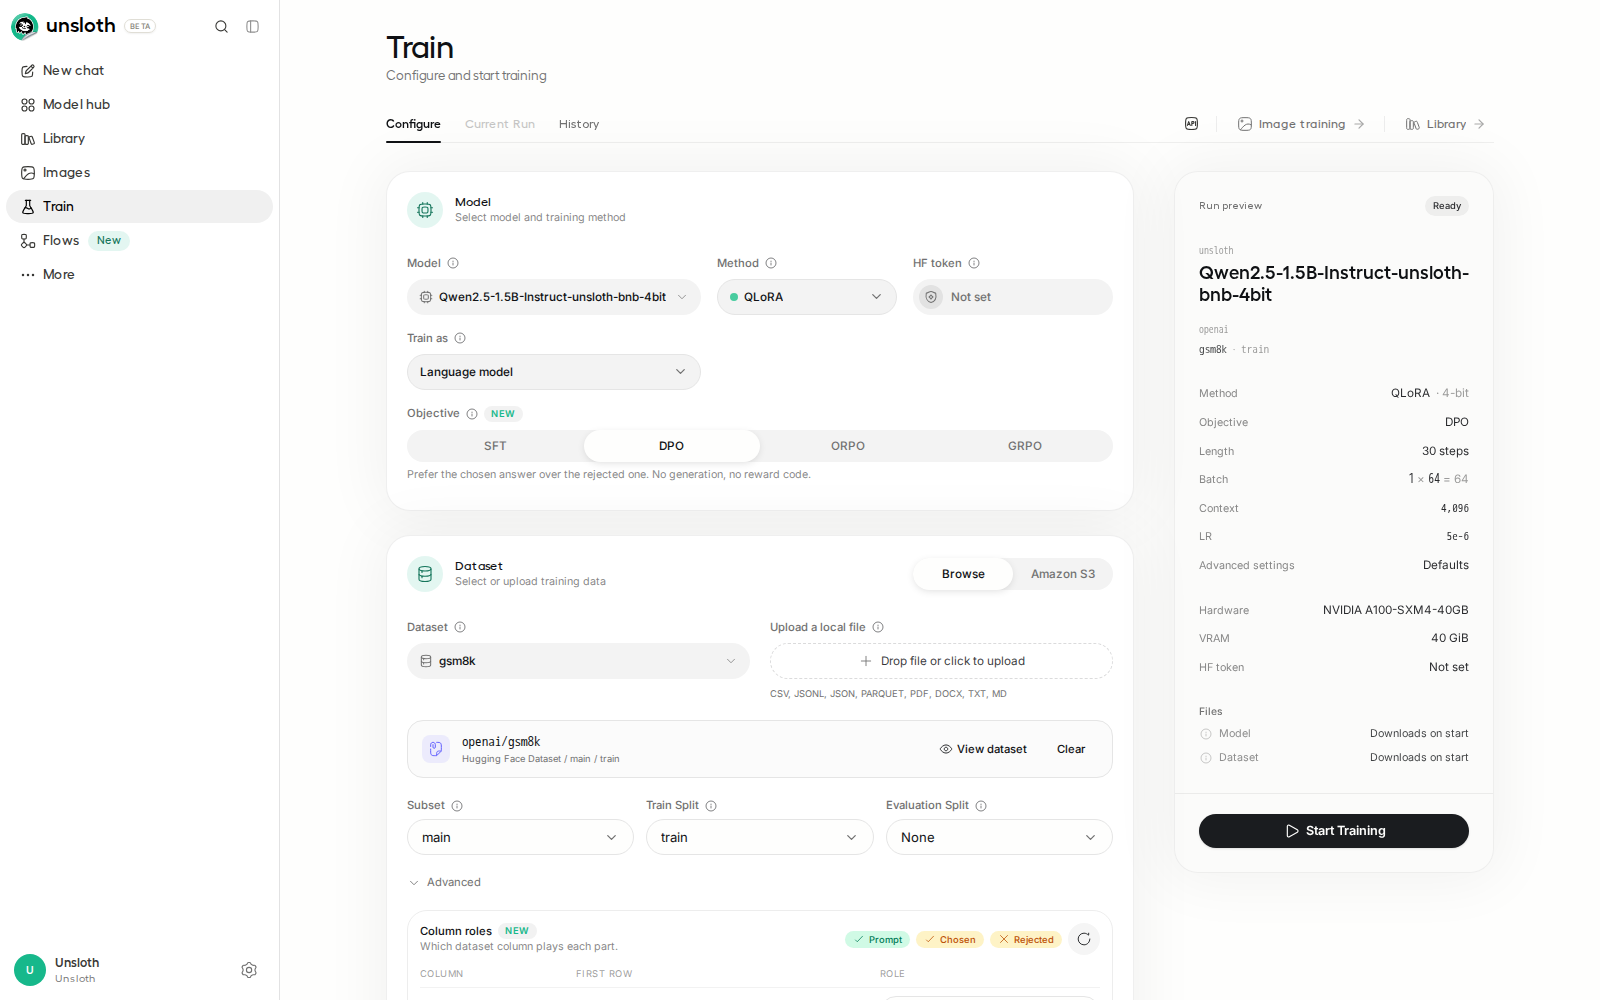 unsloth BETA
New chat
Model hub
Library
Images
Train
Flows New
More
U
Unsloth
Unsloth
Train
Configure and start training
Configure Current Run History
API Image training Library
Model
Select model and training method
Model Method HF token
Qwen2.5-1.5B-Instruct-unsloth-bnb-4bit QLoRA Not set
Train as
Language model
Objective NEW
SFT DPO ORPO GRPO
Prefer the chosen answer over the rejected one. No generation, no reward code.
Dataset
Select or upload training data
Browse Amazon S3
Dataset Upload a local file
gsm8k Drop file or click to upload
CSV, JSONL, JSON, PARQUET, PDF, DOCX, TXT, MD
openai/gsm8k
Hugging Face Dataset / main / train
View dataset Clear
Subset Train Split Evaluation Split
main train None
Advanced
Column roles NEW
Which dataset column plays each part.
Prompt Chosen Rejected
COLUMN FIRST ROW ROLE
Run preview Ready
unsloth
Qwen2.5-1.5B-Instruct-unsloth-
bnb-4bit
openai
gsm8k · train
Method QLoRA · 4-bit
Objective DPO
Length 30 steps
Batch 1 × 64 = 64
Context 4,096
LR 5e-6
Advanced settings Defaults
Hardware NVIDIA A100-SXM4-40GB
VRAM 40 GiB
HF token Not set
Files
Model Downloads on start
Dataset Downloads on start
Start Training